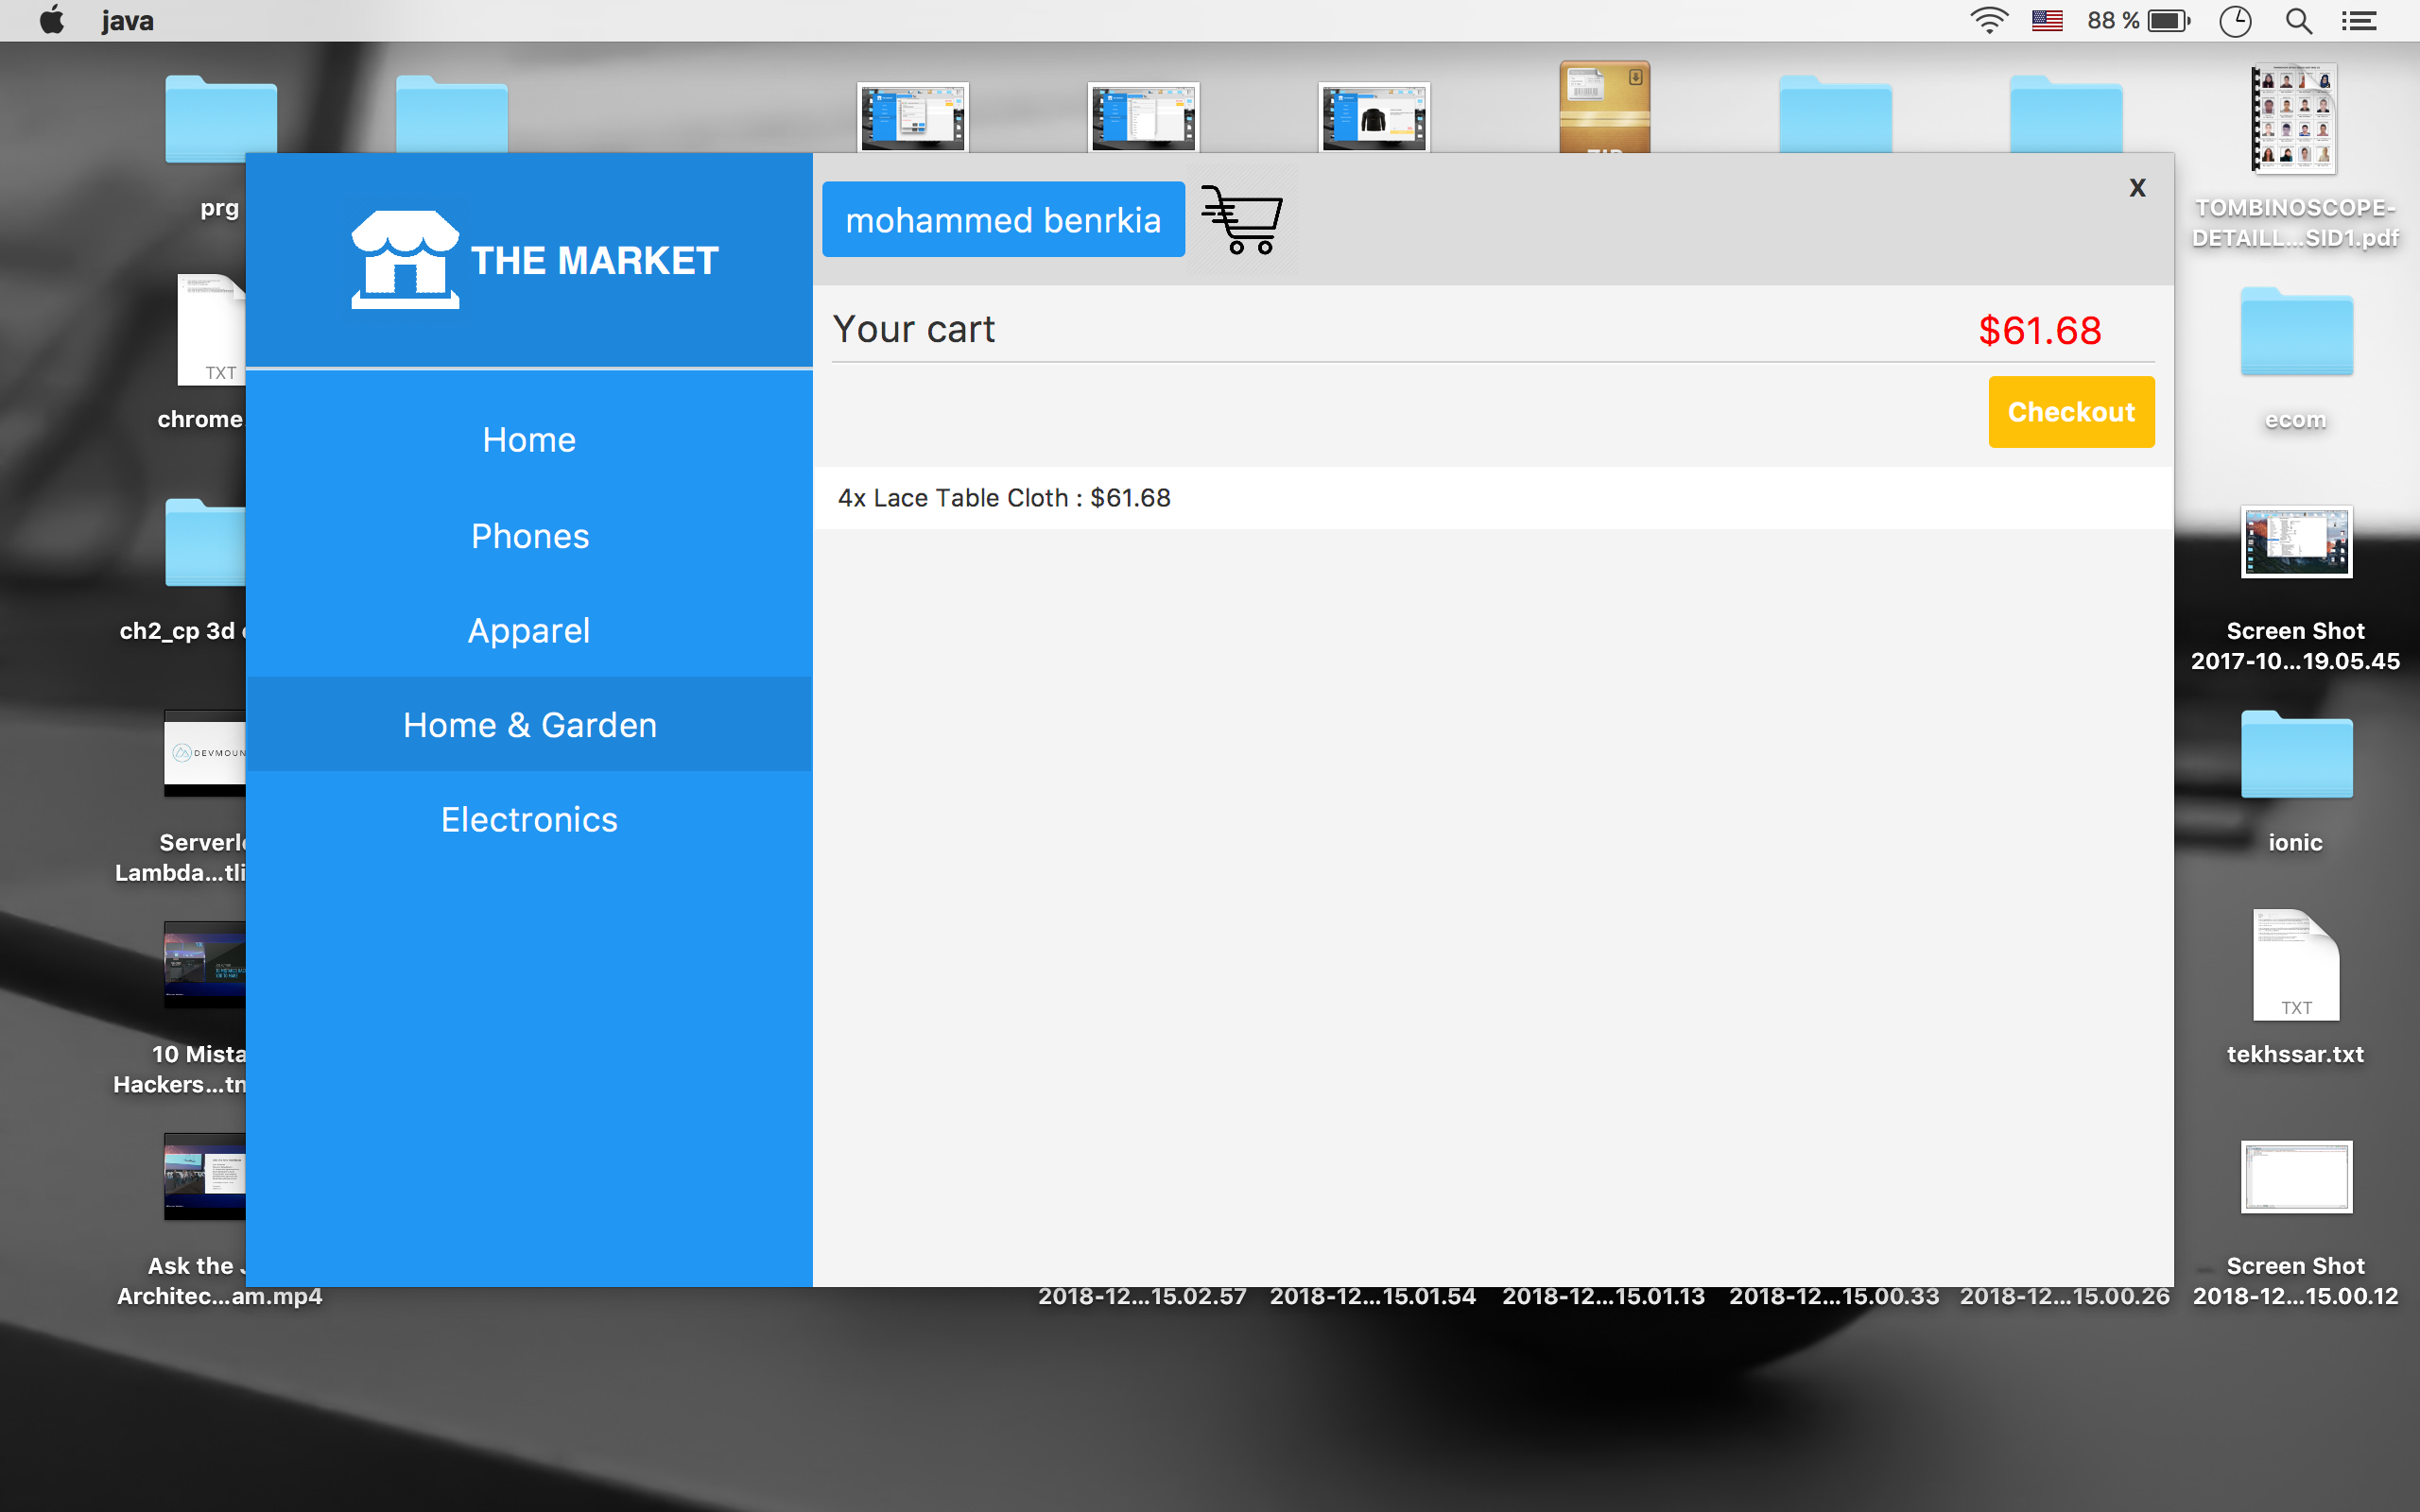 java
88 %
prg
TOMBINOSCOPE-
DETAILL...SID1.pdf
THE MARKET
mohammed benrkia
x
Your cart
$61.68
TXT
chrome.
ecom
Checkout
Home
4x Lace Table Cloth : $61.68
Phones
Apparel
ch2_cp 3d
Screen Shot
2017-10...19.05.45
Home & Garden
DEVMOUN
Electronics
Serverl
Lambda...tli
ionic
TXT
10 Mista
Hackers...tn
tekhssar.txt
Ask the J
Architec...am.mp4
2018-12...15.02.57
2018-12...15.01.54
2018-12...15.01.13
2018-12...15.00.33
2018-12...15.00.26
Screen Shot
2018-12...15.00.12